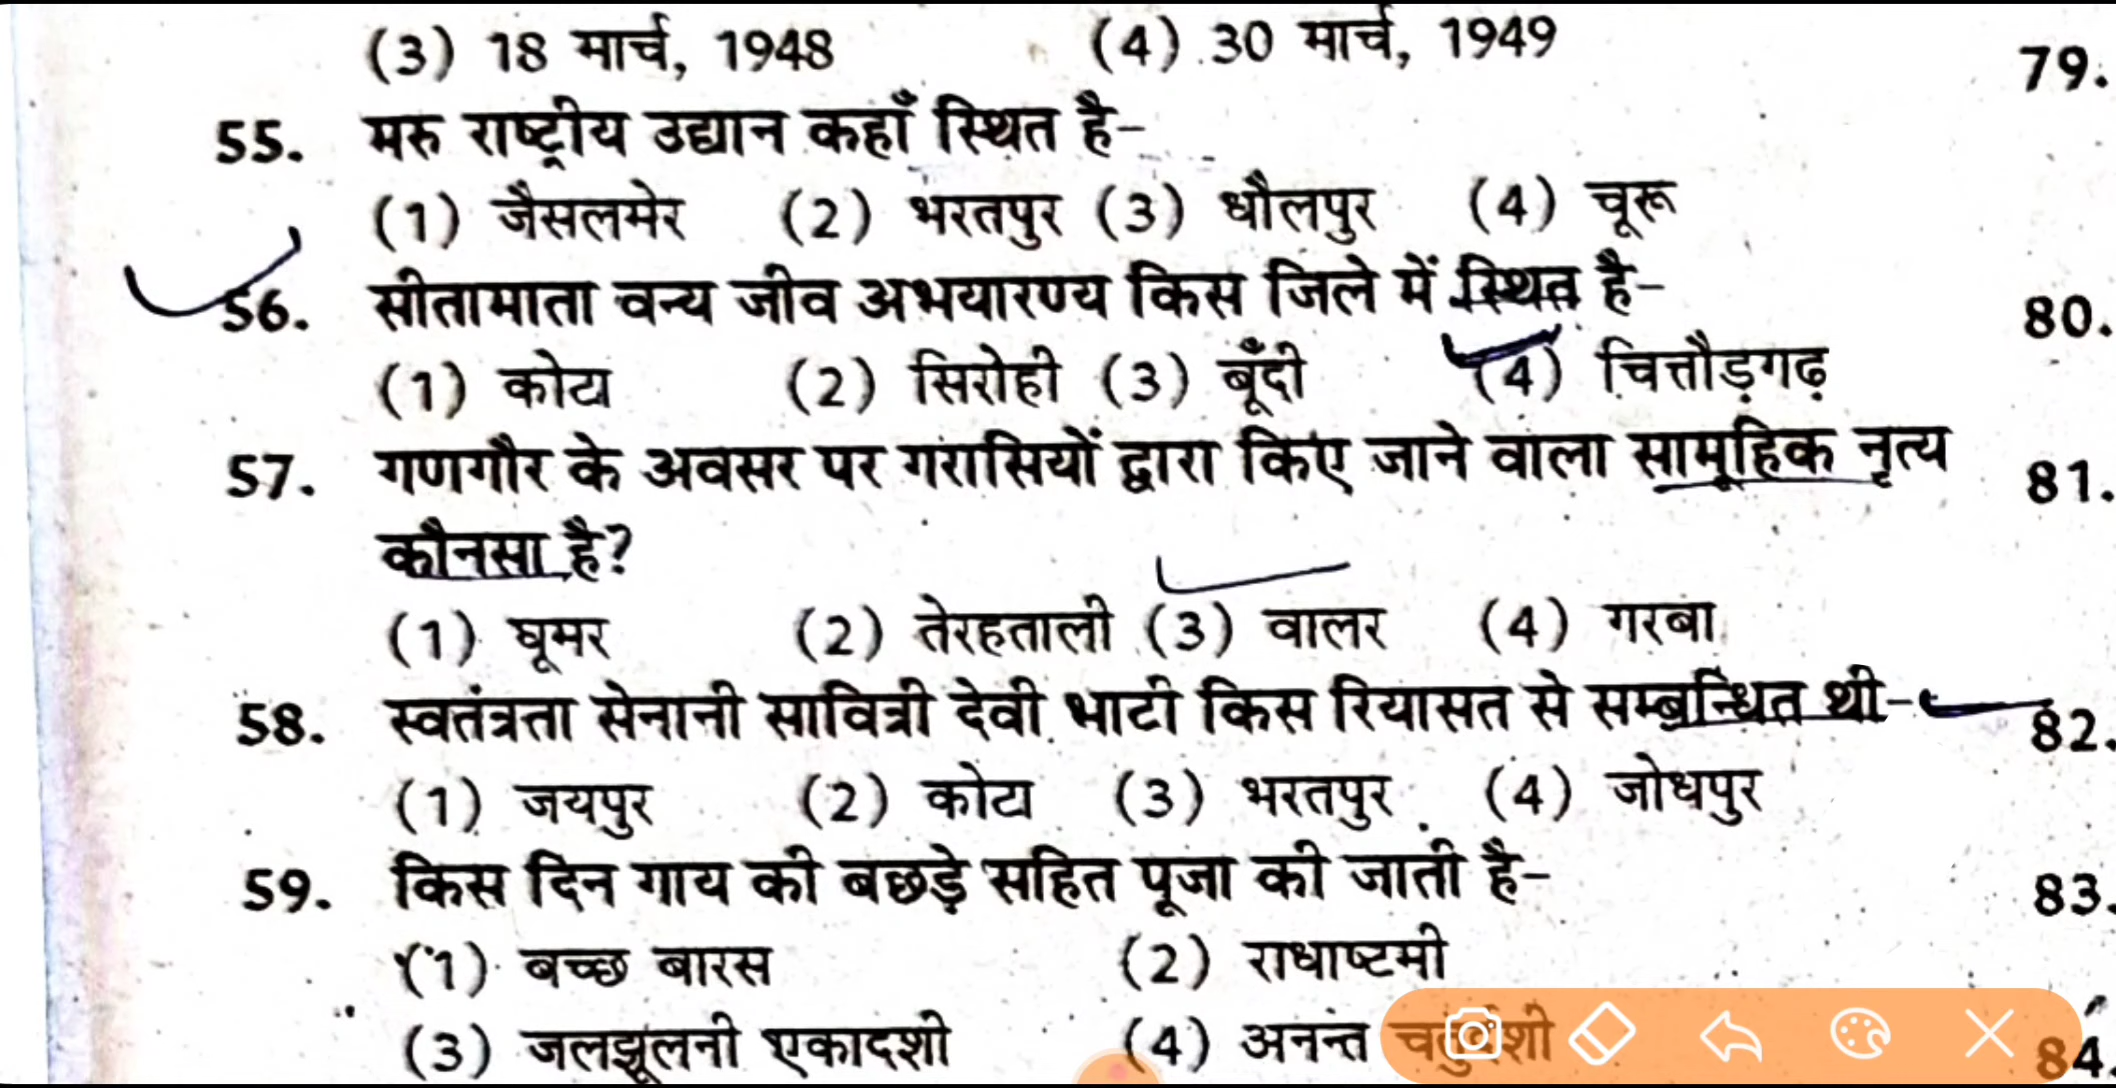 (3) 18 मार्च, 1948 (4) 30 मार्च, 1949
79.
55. मरु राष्ट्रीय उद्यान कहाँ स्थित है-
(1) जैसलमेर (2) भरतपुर (3) धौलपुर (4) चूरू
56. सीतामाता वन्य जीव अभयारण्य किस जिले में स्थित है-
80.
(1) कोटा (2) सिरोही (3) बूँदी (4) चित्तौड़गढ़
57. गणगौर के अवसर पर गरासियों द्वारा किए जाने वाला सामूहिक नृत्य
81.
कौनसा है?
(1) घूमर (2) तेरहताली (3) वालर (4) गरबा
58. स्वतंत्रता सेनानी सावित्री देवी भाटी किस रियासत से सम्बन्धित थी-
82.
(1) जयपुर (2) कोटा (3) भरतपुर (4) जोधपुर
59. किस दिन गाय की बछड़े सहित पूजा की जाती है-
83.
(1) बच्छ बारस (2) राधाष्टमी
(3) जलझूलनी एकादशी (4) अनन्त चतुर्दशी
84.